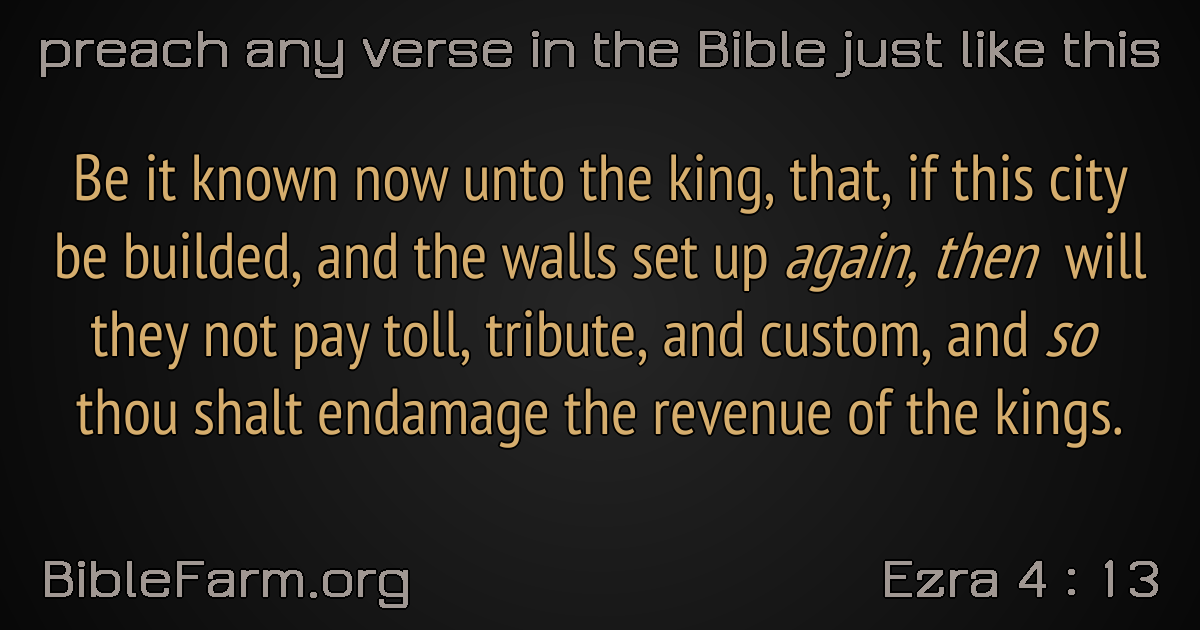 preach any verse in the Bible just like this
Be it known now unto the king, that, if this city
be builded, and the walls set up again, then will
they not pay toll, tribute, and custom, and so
thou shalt endamage the revenue of the kings.
BibleFarm.org
Ezra 4 : 13